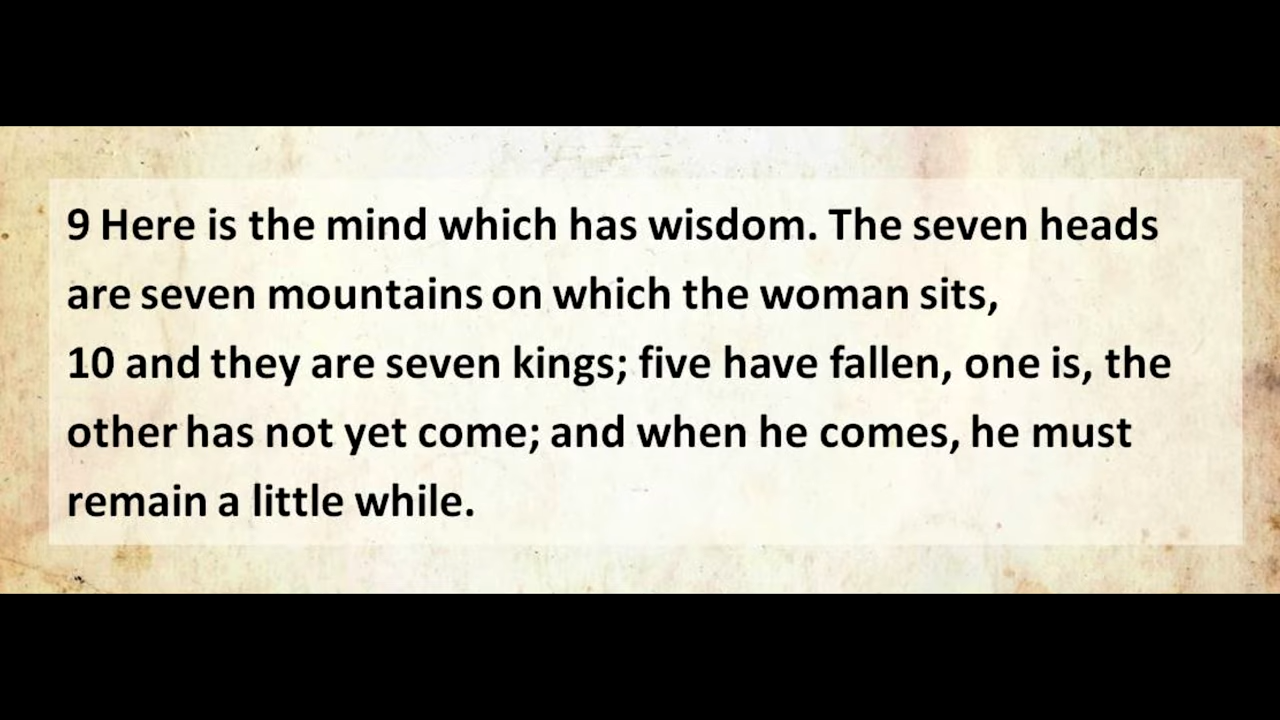 9 Here is the mind which has wisdom. The seven heads
are seven mountains on which the woman sits,
10 and they are seven kings; five have fallen, one is, the
other has not yet come; and when he comes, he must
remain a little while.